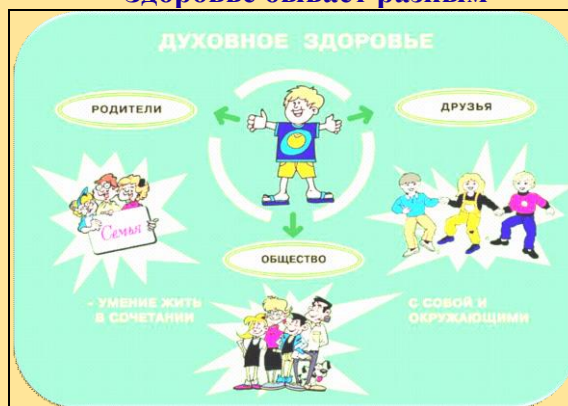 Здоровье бывает разным
ДУХОВНОЕ ЗДОРОВЬЕ
РОДИТЕЛИ
ДРУЗЬЯ
Семья
ОБЩЕСТВО
- УМЕНИЕ ЖИТЬ
В СОЧЕТАНИИ
С СОБОЙ И
ОКРУЖАЮЩИМИ